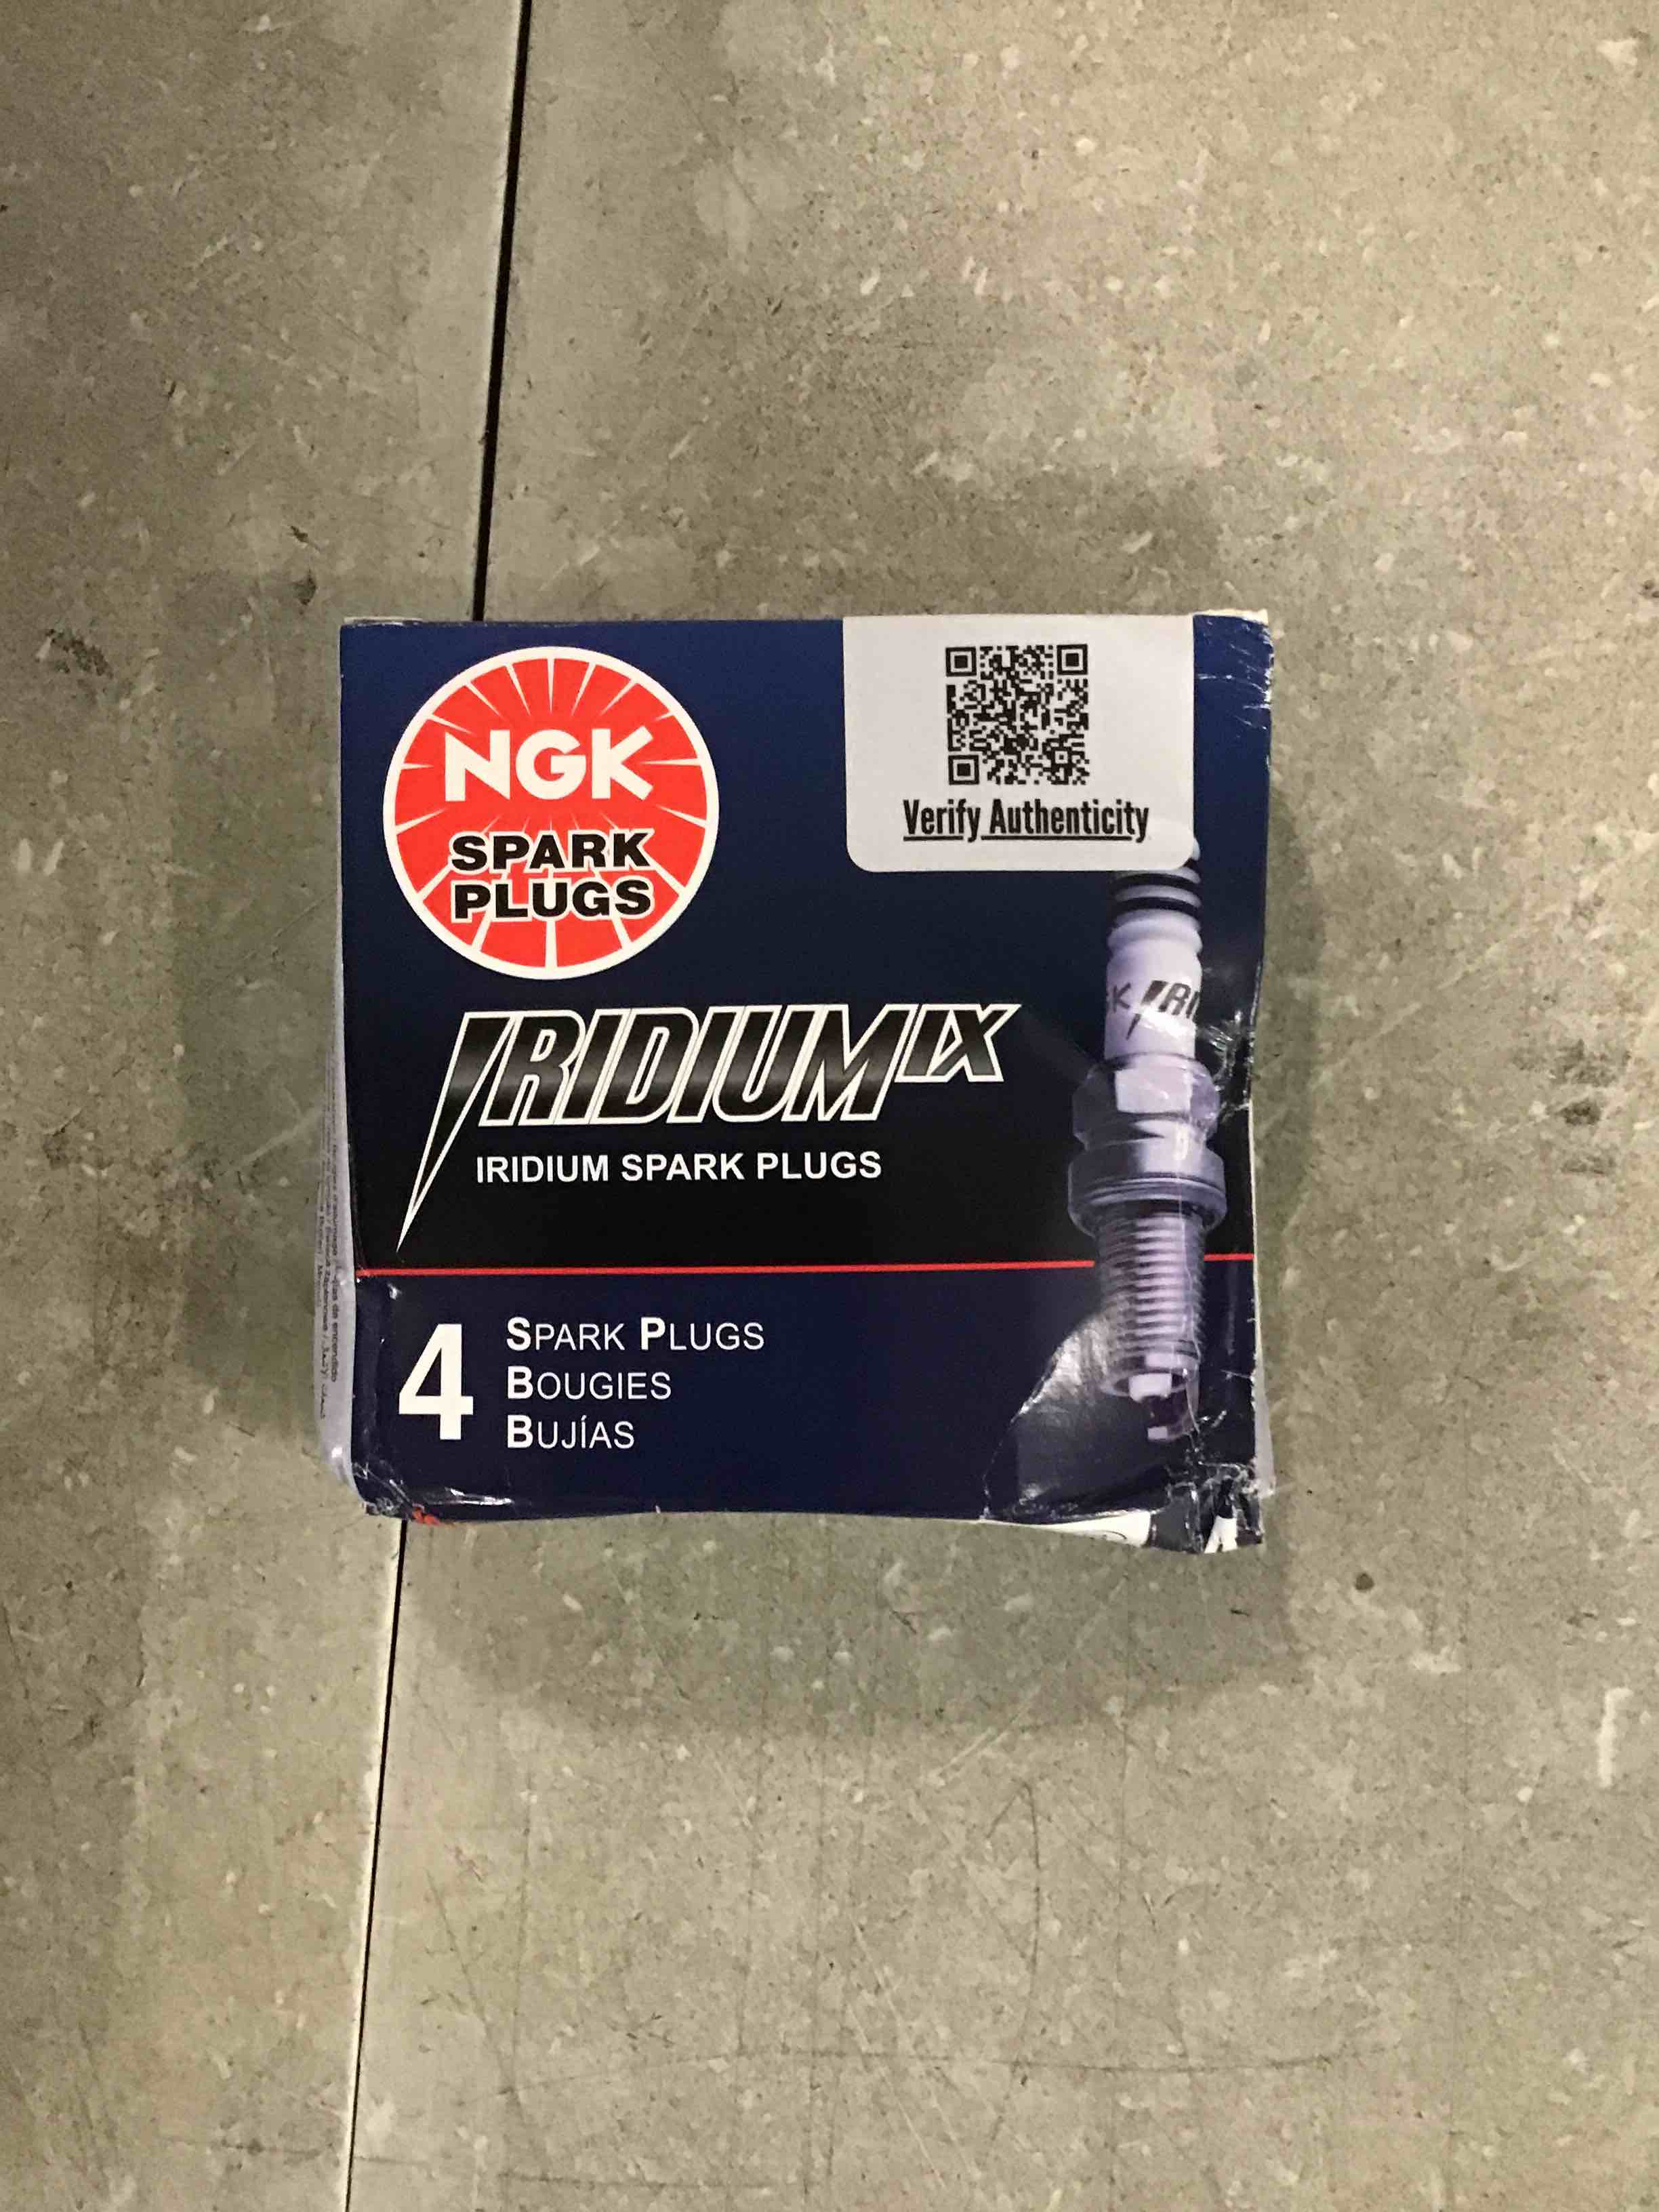 NGK
SPARK
PLUGS
Verify Authenticity
IRIDIUM IX
IRIDIUM SPARK PLUGS
4
SPARK PLUGS
BOUGIES
BUJÍAS